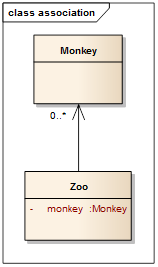 class association
Monkey
0..*
Zoo
- monkey :Monkey